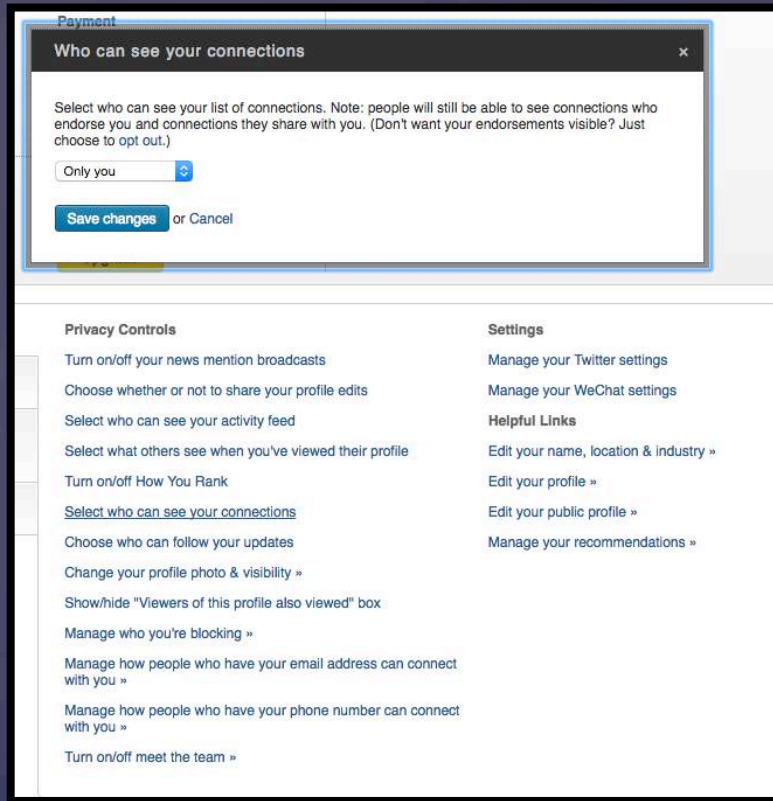 Payment
Who can see your connections ×
Select who can see your list of connections. Note: people will still be able to see connections who
endorse you and connections they share with you. (Don't want your endorsements visible? Just
choose to opt out.)
Only you
Save changes or Cancel
Privacy Controls
Turn on/off your news mention broadcasts
Choose whether or not to share your profile edits
Select who can see your activity feed
Select what others see when you've viewed their profile
Turn on/off How You Rank
Select who can see your connections
Choose who can follow your updates
Change your profile photo & visibility »
Show/hide "Viewers of this profile also viewed" box
Manage who you're blocking »
Manage how people who have your email address can connect
with you »
Manage how people who have your phone number can connect
with you »
Turn on/off meet the team »
Settings
Manage your Twitter settings
Manage your WeChat settings
Helpful Links
Edit your name, location & industry »
Edit your profile »
Edit your public profile »
Manage your recommendations »